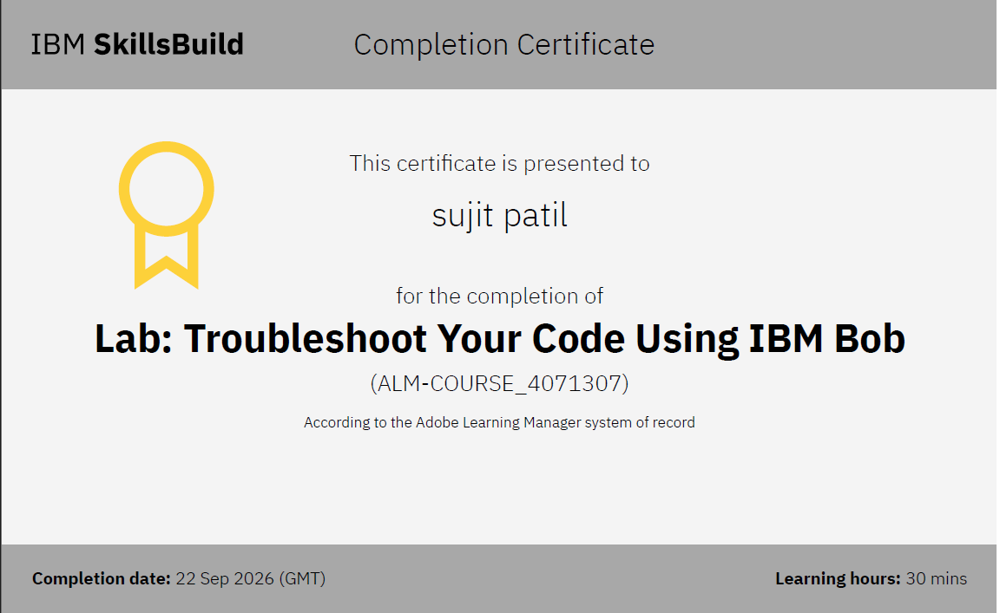 IBM SkillsBuild
Completion Certificate
This certificate is presented to
sujit patil
for the completion of
Lab: Troubleshoot Your Code Using IBM Bob
(ALM-COURSE_4071307)
According to the Adobe Learning Manager system of record
Completion date: 22 Sep 2026 (GMT)
Learning hours: 30 mins